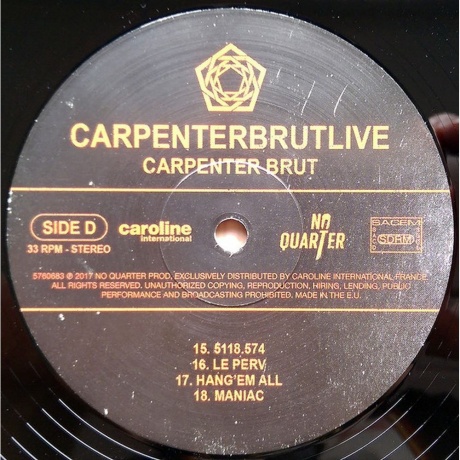 CARPENTERBRUTLIVE
CARPENTER BRUT
SIDE D
33 RPM - STEREO
caroline
international
NO
QUARTER
SACEM
SDRM
5760683 ℗ 2017 NO QUARTER PROD. EXCLUSIVELY DISTRIBUTED BY CAROLINE INTERNATIONAL FRANCE.
ALL RIGHTS RESERVED. UNAUTHORIZED COPYING, REPRODUCTION, HIRING, LENDING, PUBLIC
PERFORMANCE AND BROADCASTING PROHIBITED. MADE IN THE E.U.
15. 5118.574
16. LE PERV
17. HANG'EM ALL
18. MANIAC